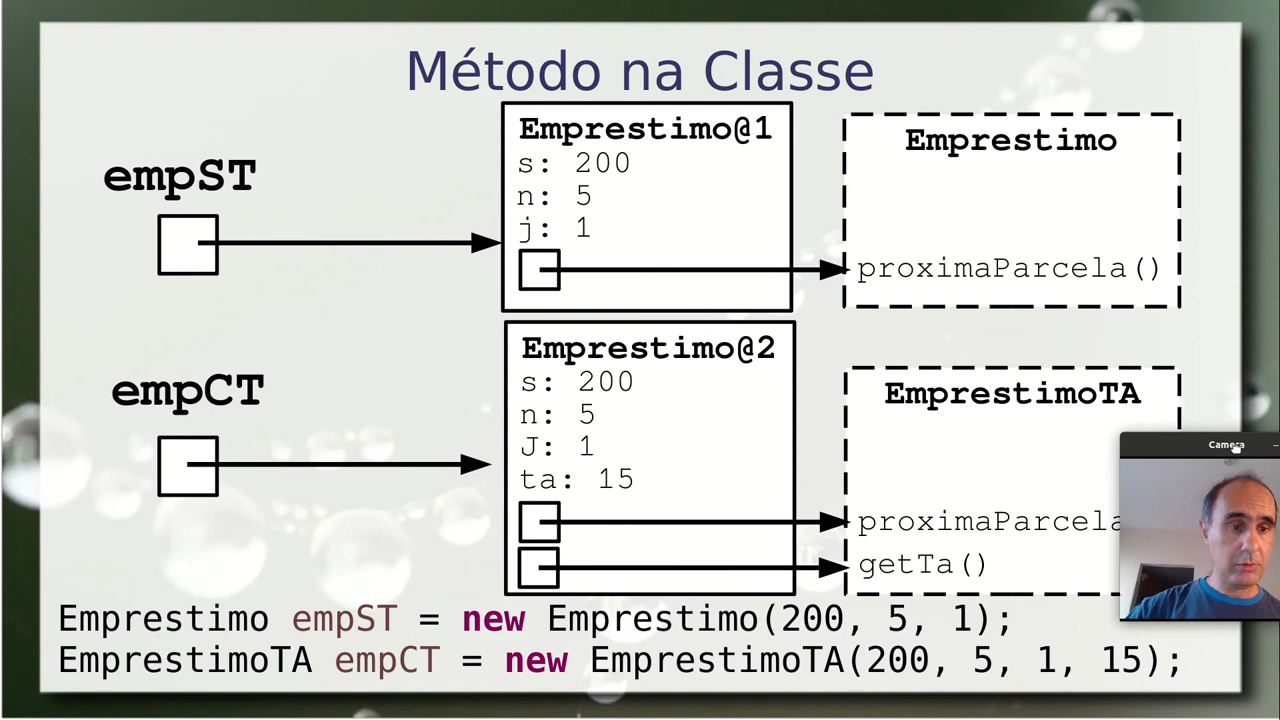 Método na Classe
empST
Emprestimo@1
s: 200
n: 5
j: 1
Emprestimo
proximaParcela()
empCT
Emprestimo@2
s: 200
n: 5
J: 1
ta: 15
EmprestimoTA
proximaParcela
getTa()
Camera
Emprestimo empST = new Emprestimo(200, 5, 1);
EmprestimoTA empCT = new EmprestimoTA(200, 5, 1, 15);